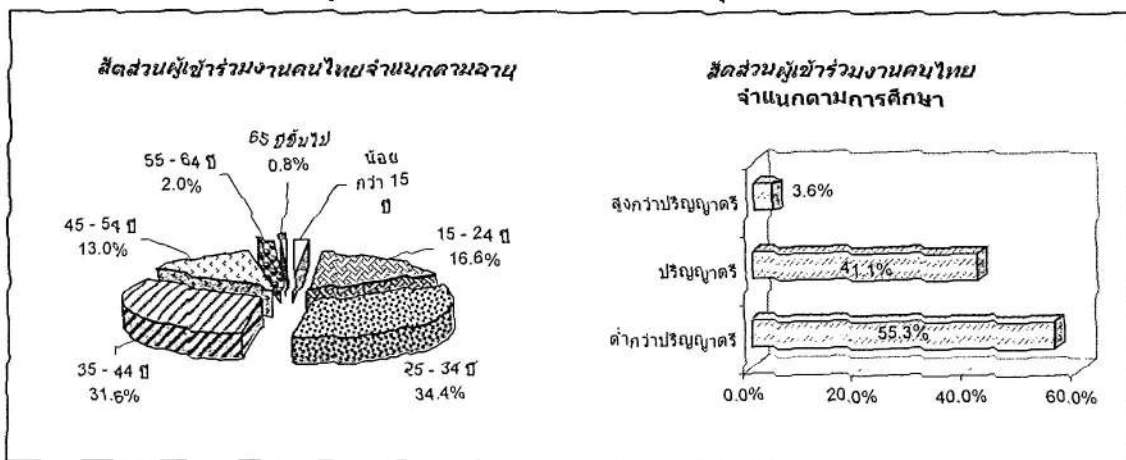 สัดส่วนผู้เข้าร่วมงานคนไทยจำแนกตามอายุ
65 ปีขึ้นไป
0.8%
55 - 64 ปี
2.0%
น้อย
กว่า 15
ปี
45 - 54 ปี
13.0%
15 - 24 ปี
16.6%
35 - 44 ปี
31.6%
25 - 34 ปี
34.4%
สัดส่วนผู้เข้าร่วมงานคนไทย
จำแนกตามการศึกษา
สูงกว่าปริญญาตรี
3.6%
ปริญญาตรี
41.1%
ต่ำกว่าปริญญาตรี
55.3%
0.0%
20.0%
40.0%
60.0%